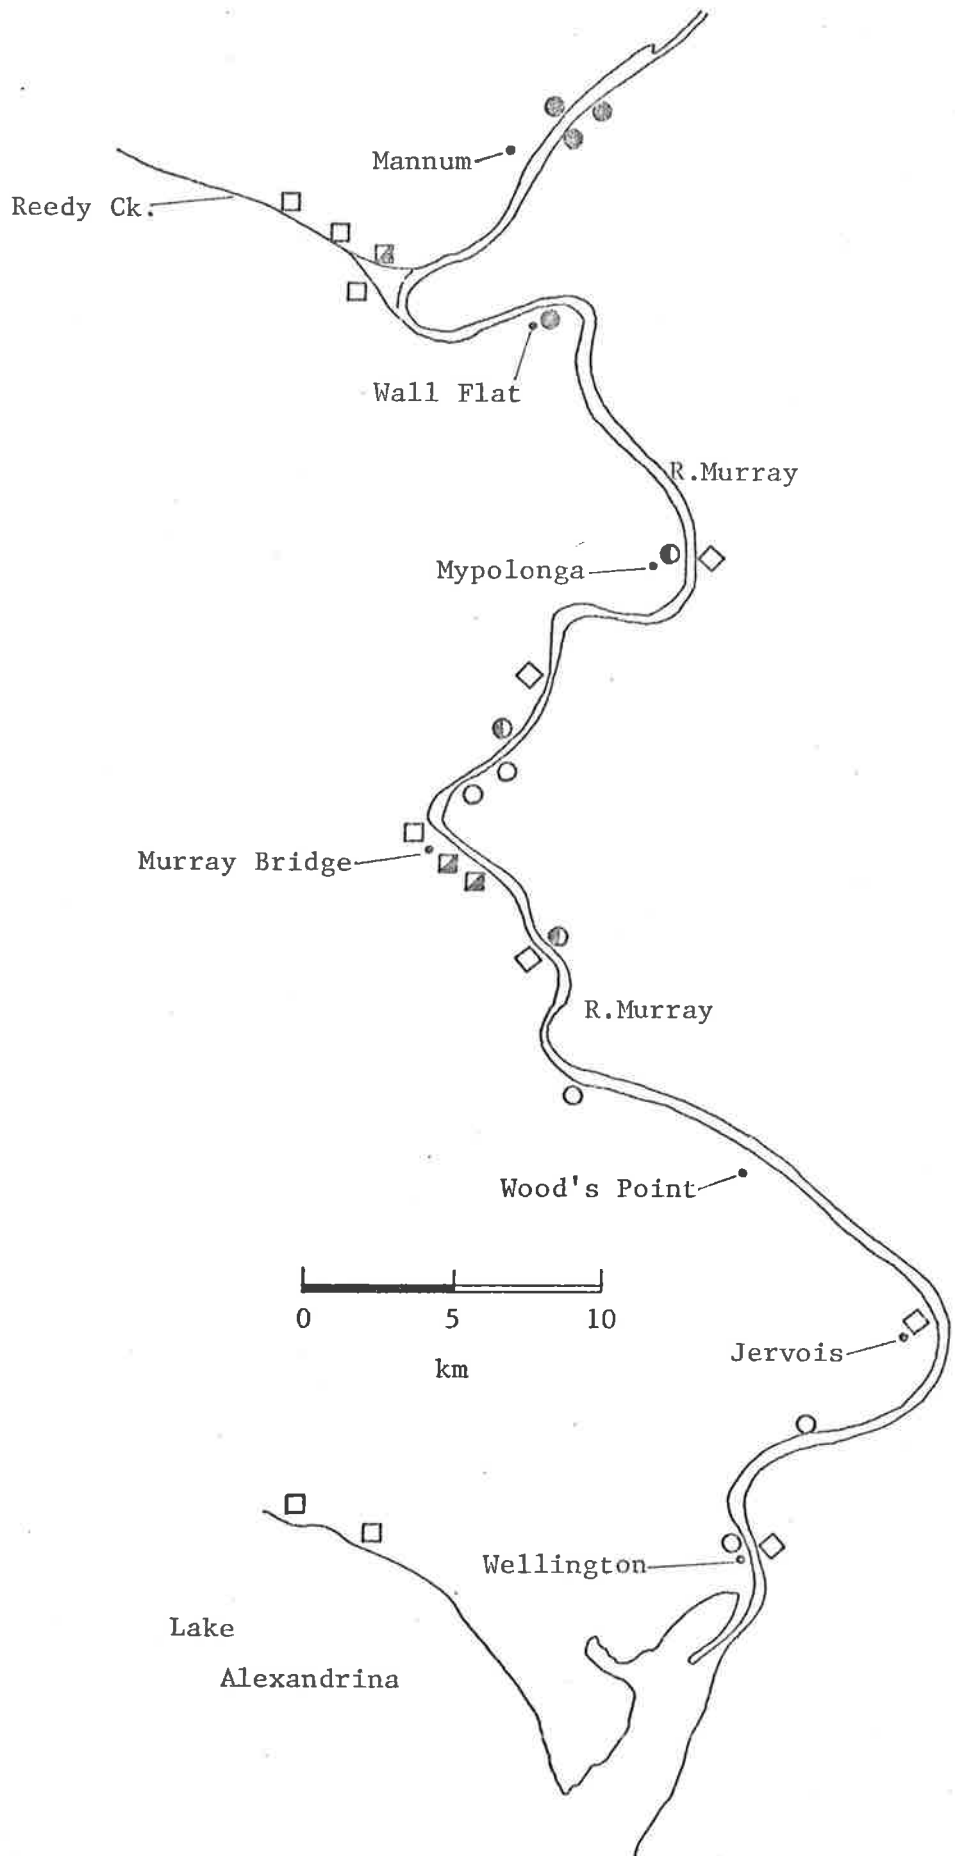 Mannum
Reedy Ck.
Wall Flat
R.Murray
Mypolonga
Murray Bridge
R.Murray
Wood's Point
0 5 10
km
Jervois
Wellington
Lake
Alexandrina